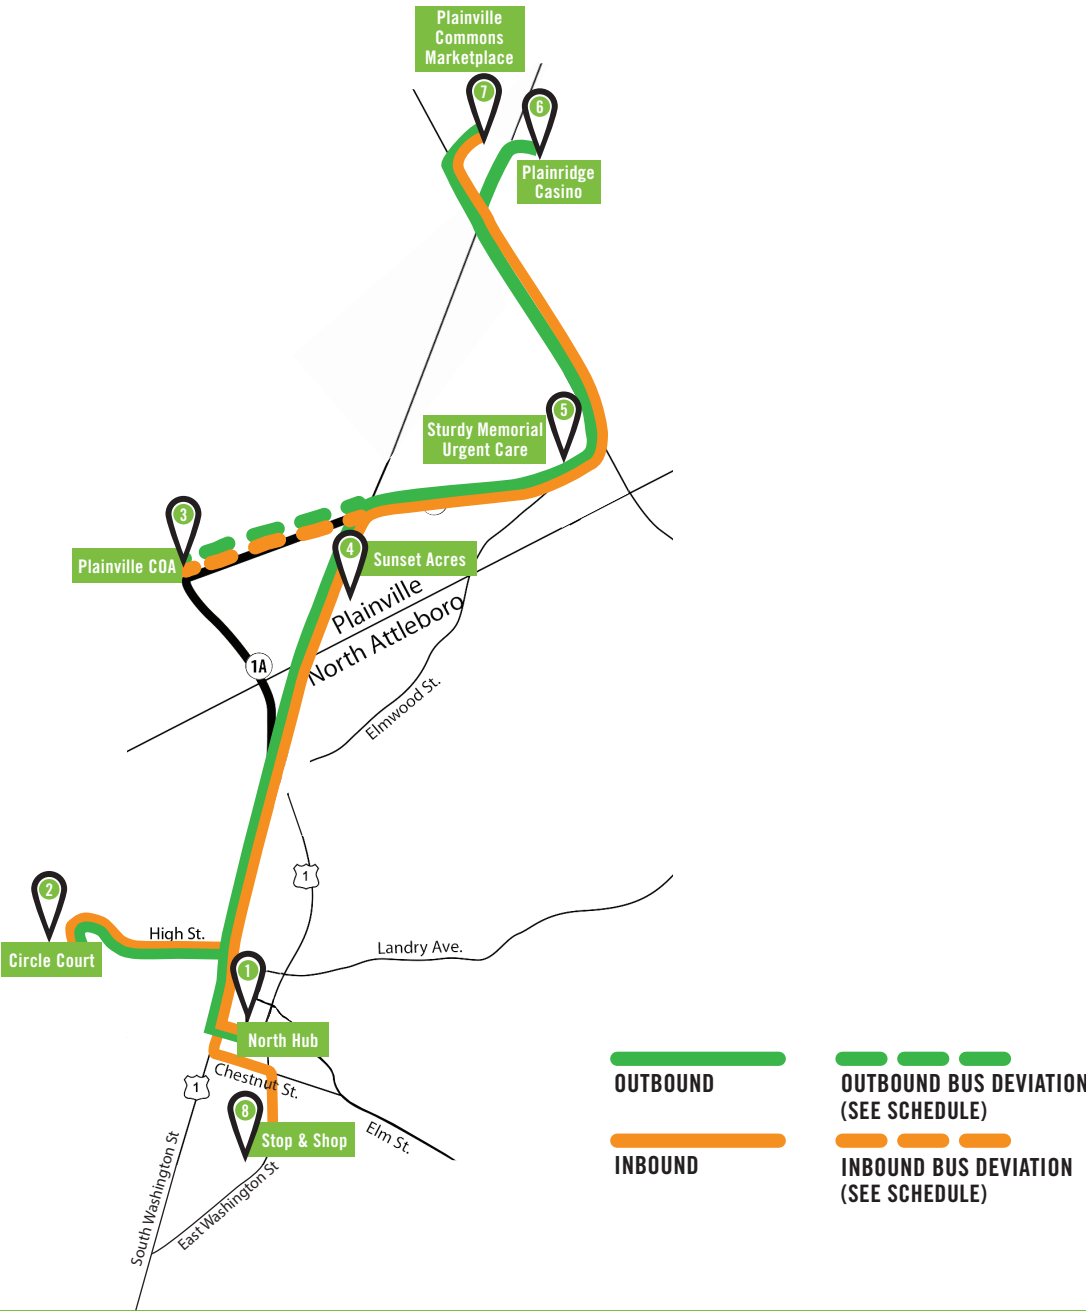 Plainville
Commons
Marketplace
7
6
Plainridge
Casino
5
Sturdy Memorial
Urgent Care
3
Plainville COA
4
Sunset Acres
Plainville
North Attleboro
1A
Elmwood St.
1
2
High St.
Circle Court
Landry Ave.
1
North Hub
Chestnut St.
1
8
Stop & Shop
Elm St.
South Washington St
East Washington St
OUTBOUND
OUTBOUND BUS DEVIATION
(SEE SCHEDULE)
INBOUND
INBOUND BUS DEVIATION
(SEE SCHEDULE)